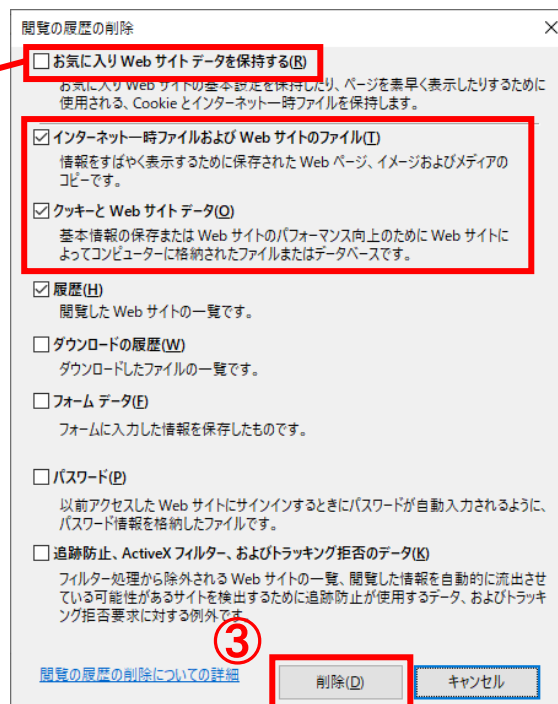 閲覧の履歴の削除
お気に入り Web サイト データを保持する(R)
お気に入り Web サイトの基本設定を保持したり、ページを素早く表示したりするために
使用される、Cookie とインターネット一時ファイルを保持します。
インターネット一時ファイルおよび Web サイトのファイル(T)
情報をすばやく表示するために保存された Web ページ、イメージおよびメディアの
コピーです。
クッキーと Web サイト データ(O)
基本情報の保存または Web サイトのパフォーマンス向上のために Web サイトに
よってコンピューターに格納されたファイルまたはデータベースです。
履歴(H)
閲覧した Web サイトの一覧です。
ダウンロードの履歴(W)
ダウンロードしたファイルの一覧です。
フォーム データ(F)
フォームに入力した情報を保存したものです。
パスワード(P)
以前アクセスした Web サイトにサインインするときにパスワードが自動入力されるように、
パスワード情報を格納したファイルです。
追跡防止、ActiveX フィルター、およびトラッキング拒否のデータ(K)
フィルター処理から除外される Web サイトの一覧、閲覧した情報を自動的に流出させ
ている可能性があるサイトを検出するために追跡防止が使用するデータ、およびトラッキ
ング拒否要求に対する例外です
③
閲覧の履歴の削除についての詳細
削除(D)
キャンセル